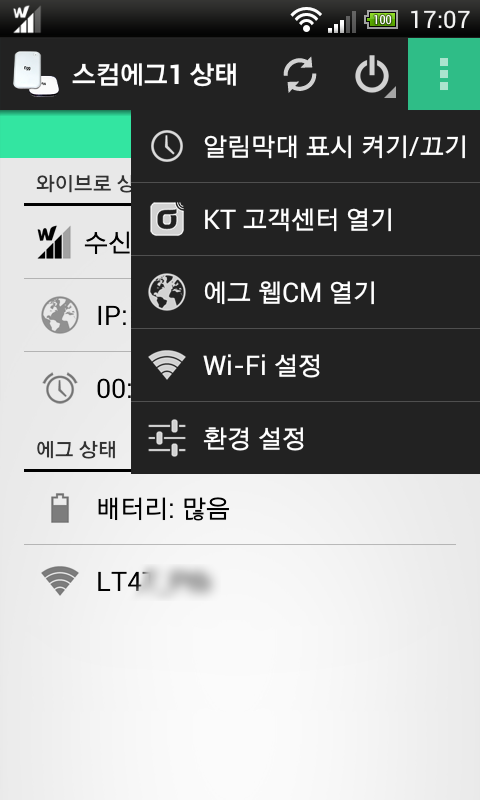 W
100
17:07
스컴에그1 상태
알림막대 표시 켜기/끄기
와이브로
KT 고객센터 열기
W
수신
에그 웹CM 열기
IP:
Wi-Fi 설정
00:
환경 설정
에그 상태
배터리: 많음